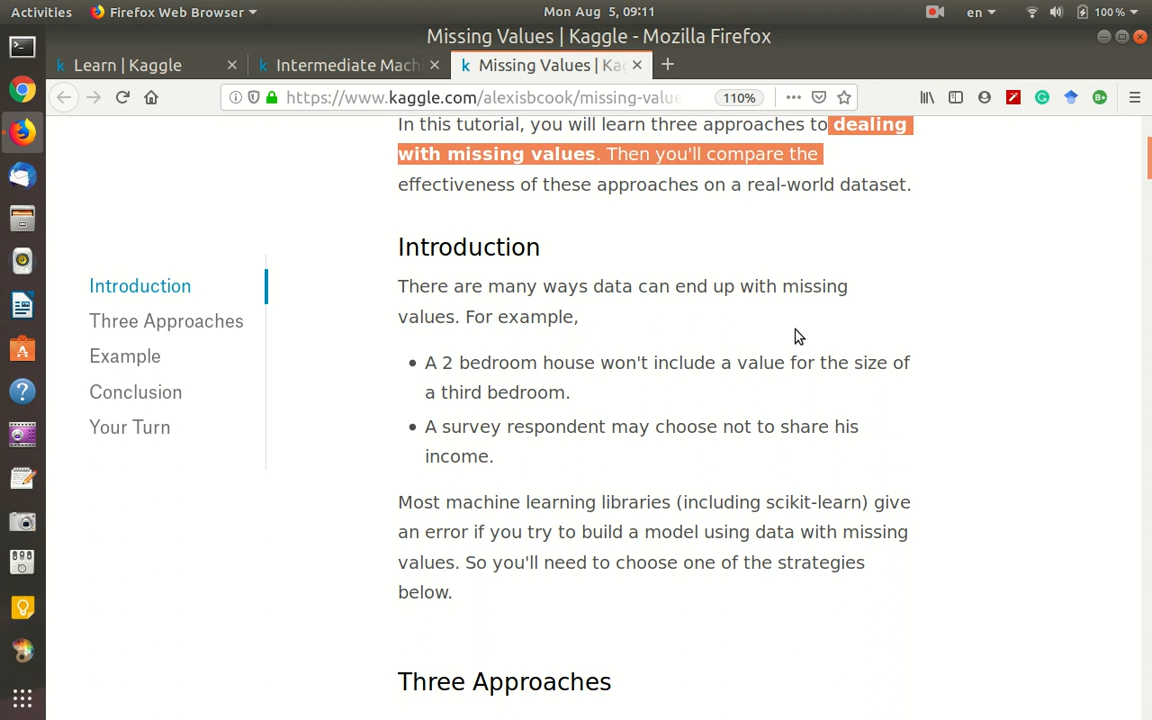 Activities Firefox Web Browser Mon Aug 5, 09:11 en 100%
Missing Values | Kaggle - Mozilla Firefox
Learn | Kaggle Intermediate Mach Missing Values | Kag
https://www.kaggle.com/alexisbcook/missing-value 110%
In this tutorial, you will learn three approaches to dealing
with missing values. Then you'll compare the
effectiveness of these approaches on a real-world dataset.
Introduction
There are many ways data can end up with missing
values. For example,
• A 2 bedroom house won't include a value for the size of
a third bedroom.
• A survey respondent may choose not to share his
income.
Most machine learning libraries (including scikit-learn) give
an error if you try to build a model using data with missing
values. So you'll need to choose one of the strategies
below.
Three Approaches
Introduction
Three Approaches
Example
Conclusion
Your Turn